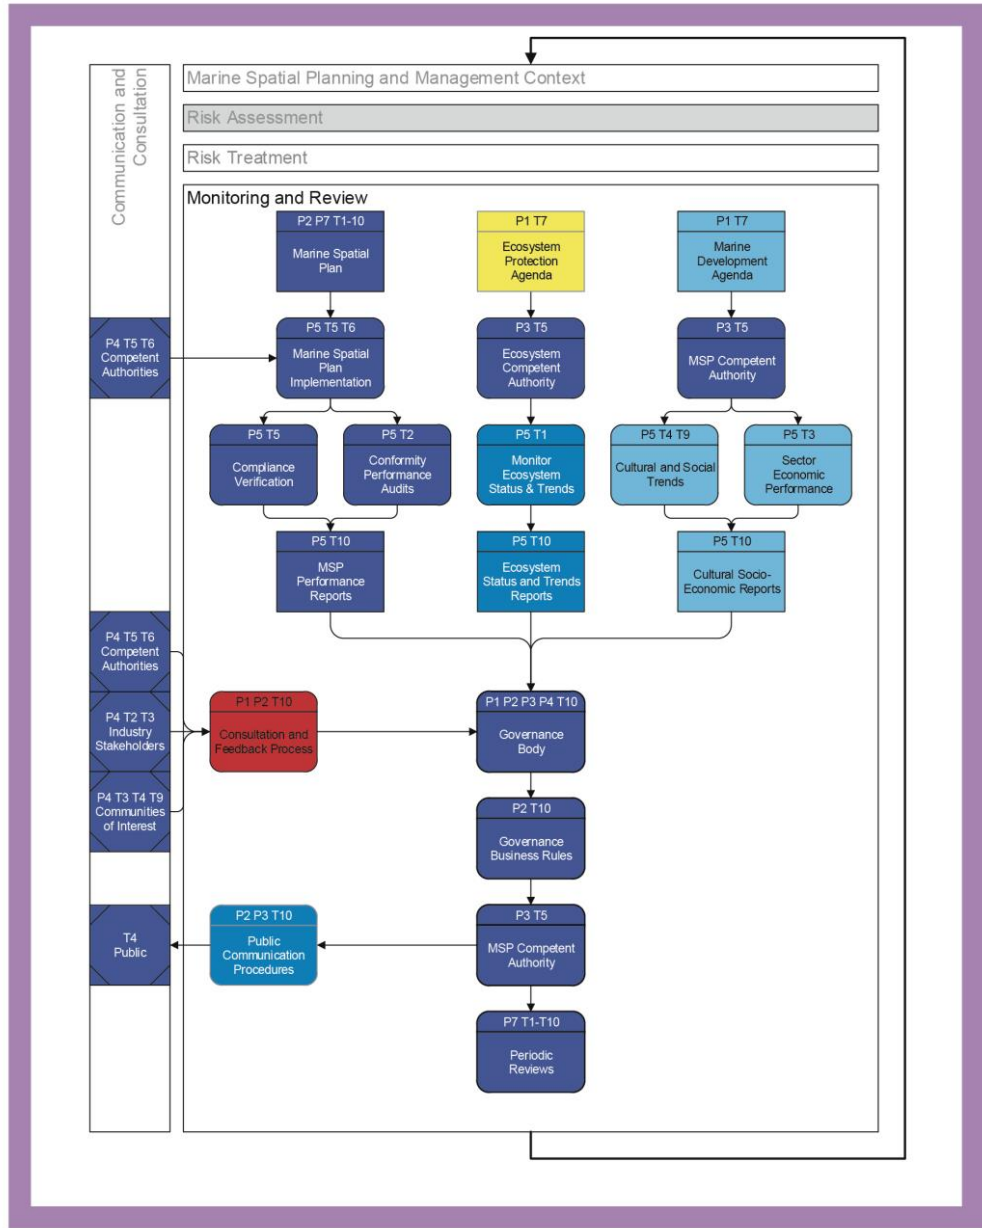 Communication and
Consultation
Marine Spatial Planning and Management Context
Risk Assessment
Risk Treatment
Monitoring and Review
P2 P7 T1-10
Marine Spatial
Plan
P1 T7
Ecosystem
Protection
Agenda
P1 T7
Marine
Development
Agenda
P4 T5 T6
Competent
Authorities
P5 T5 T6
Marine Spatial
Plan
Implementation
P3 T5
Ecosystem
Competent
Authority
P3 T5
MSP Competent
Authority
P5 T5
Compliance
Verification
P5 T2
Conformity
Performance
Audits
P5 T1
Monitor
Ecosystem
Status & Trends
P5 T4 T9
Cultural and Social
Trends
P5 T3
Sector
Economic
Performance
P5 T10
MSP
Performance
Reports
P5 T10
Ecosystem
Status and Trends
Reports
P5 T10
Cultural Socio-
Economic Reports
P4 T5 T6
Competent
Authorities
P4 T2 T3
Industry
Stakeholders
P4 T3 T4 T9
Communities
of Interest
P1 P2 T10
Consultation and
Feedback Process
P1 P2 P3 P4 T10
Governance
Body
P2 T10
Governance
Business Rules
T4
Public
P2 P3 T10
Public
Communication
Procedures
P3 T5
MSP Competent
Authority
P7 T1-T10
Periodic
Reviews